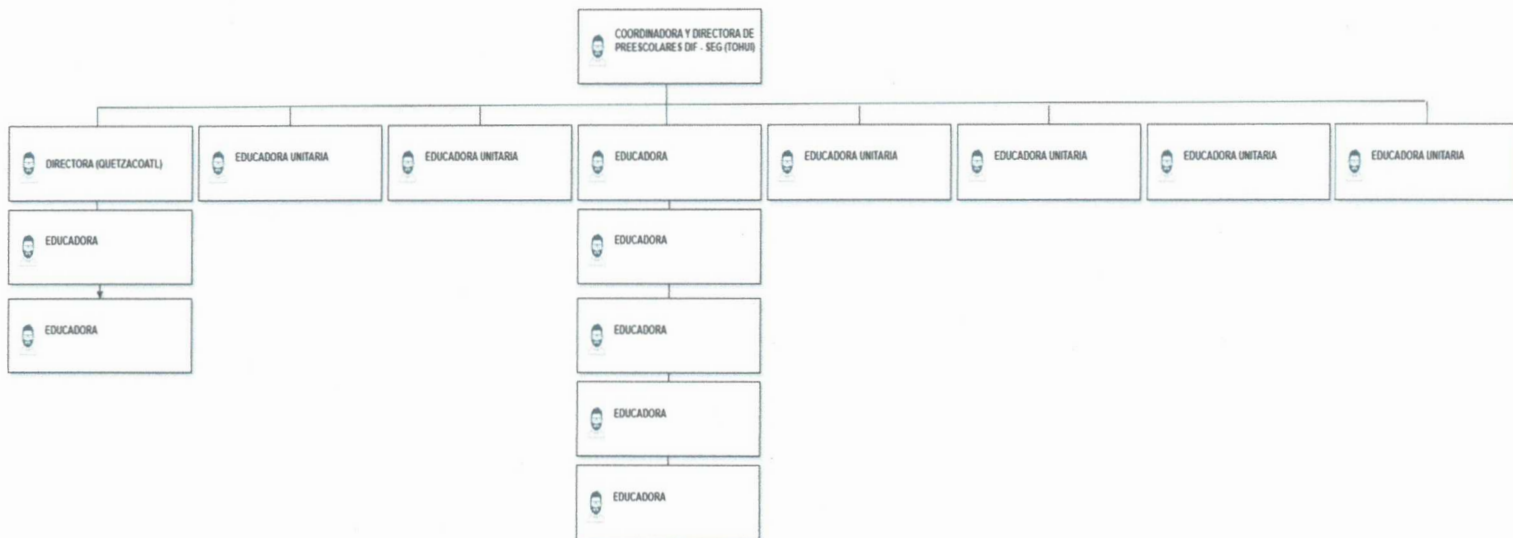 COORDINADORA Y DIRECTORA DE
PREESCOLARES DIF - SEG (TOHUI)
DIRECTORA (QUETZACOATL)
EDUCADORA UNITARIA
EDUCADORA UNITARIA
EDUCADORA
EDUCADORA UNITARIA
EDUCADORA UNITARIA
EDUCADORA UNITARIA
EDUCADORA UNITARIA
EDUCADORA
EDUCADORA
EDUCADORA
EDUCADORA
EDUCADORA
EDUCADORA